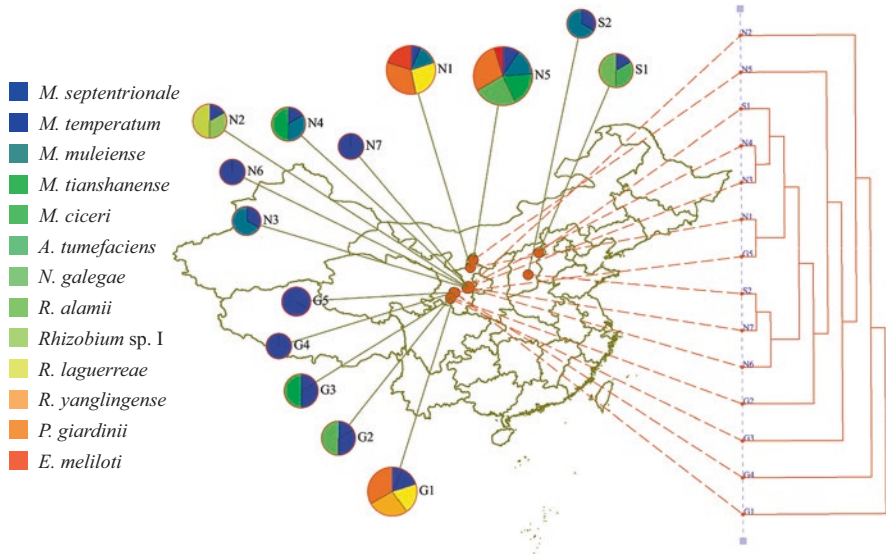 M. septentrionale
M. temperatum
M. muleiense
M. tianshanense
M. ciceri
A. tumefaciens
N. galegae
R. alamii
Rhizobium sp. I
R. laguerreae
R. yanglingense
P. giardinii
E. meliloti
S2
N1
N5
S1
N2
N4
N7
N6
N3
G5
G4
G3
G2
G1
N2
N5
S1
N4
N3
N1
G5
S2
N7
N6
G2
G3
G4
G1